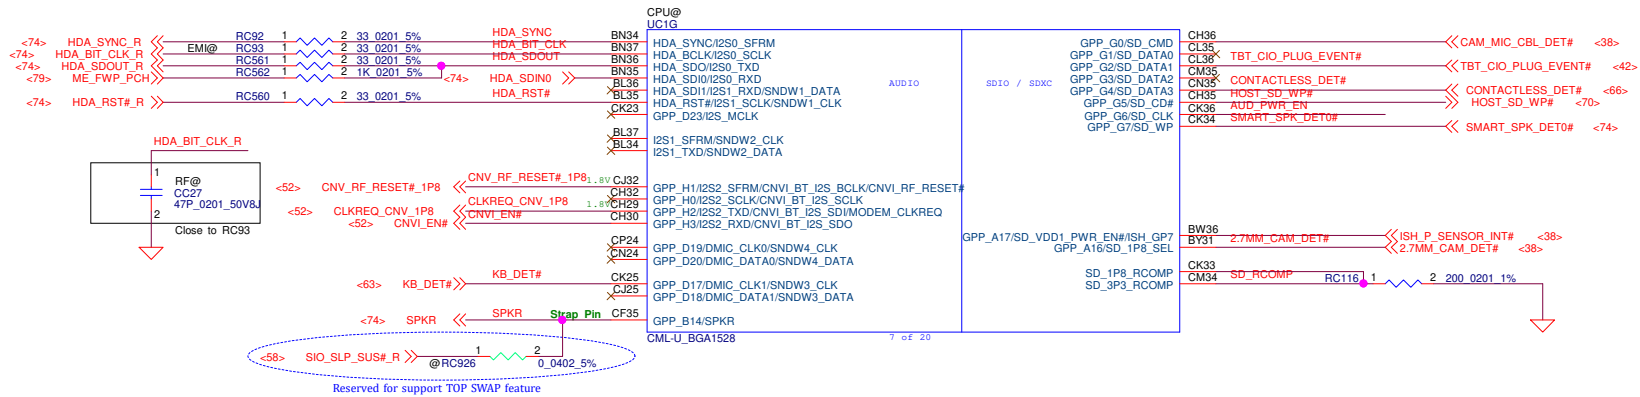 CPU@
UC1G
<74> HDA_SYNC_R RC92 1 2 33_0201_5% HDA_SYNC BN34 HDA_SYNC/I2S0_SFRM
<74> HDA_BIT_CLK_R EMI@ RC93 1 2 33_0201_5% HDA_BIT_CLK BN37 HDA_BCLK/I2S0_SCLK
<74> HDA_SDOUT_R RC561 1 2 33_0201_5% HDA_SDOUT BN36 HDA_SDO/I2S0_TXD
<79> ME_FWP_PCH RC562 1 2 1K_0201_5% <74> HDA_SDIN0 BN35 HDA_SDI0/I2S0_RXD
BL36 HDA_SDI1/I2S1_RXD/SNDW1_DATA
<74> HDA_RST#_R RC560 1 2 33_0201_5% HDA_RST# BL35 HDA_RST#/I2S1_SCLK/SNDW1_CLK
CK23 GPP_D23/I2S_MCLK
BL37 I2S1_SFRM/SNDW2_CLK
BL34 I2S1_TXD/SNDW2_DATA
AUDIO
SDIO / SDXC
GPP_G0/SD_CMD CH36 CAM_MIC_CBL_DET# <38>
GPP_G1/SD_DATA0 CL35
GPP_G2/SD_DATA1 CL36 TBT_CIO_PLUG_EVENT# TBT_CIO_PLUG_EVENT# <42>
GPP_G3/SD_DATA2 CM35
GPP_G4/SD_DATA3 CN35 CONTACTLESS_DET# CONTACTLESS_DET# <66>
GPP_G5/SD_CD# CH35 HOST_SD_WP# HOST_SD_WP# <70>
GPP_G6/SD_CLK CK36 AUD_PWR_EN
GPP_G7/SD_WP CK34 SMART_SPK_DET0# SMART_SPK_DET0# <74>
HDA_BIT_CLK_R
1
RF@
CC27
47P_0201_50V8J
2
Close to RC93
<52> CNV_RF_RESET#_1P8 CNV_RF_RESET#_1P8 1.8V CJ32 GPP_H1/I2S2_SFRM/CNVI_BT_I2S_BCLK/CNVI_RF_RESET#
CH32 GPP_H0/I2S2_SCLK/CNVI_BT_I2S_SCLK
<52> CLKREQ_CNV_1P8 CLKREQ_CNV_1P8 1.8V CH29 GPP_H2/I2S2_TXD/CNVI_BT_I2S_SDI/MODEM_CLKREQ
<52> CNVI_EN# CNVI_EN# CH30 GPP_H3/I2S2_RXD/CNVI_BT_I2S_SDO
CP24 GPP_D19/DMIC_CLK0/SNDW4_CLK
CN24 GPP_D20/DMIC_DATA0/SNDW4_DATA
<63> KB_DET# KB_DET# CK25 GPP_D17/DMIC_CLK1/SNDW3_CLK
CJ25 GPP_D18/DMIC_DATA1/SNDW3_DATA
<74> SPKR SPKR Strap Pin CF35 GPP_B14/SPKR
GPP_A17/SD_VDD1_PWR_EN#/ISH_GP7 BW36 ISH_P_SENSOR_INT# <38>
GPP_A16/SD_1P8_SEL BY31 2.7MM_CAM_DET# 2.7MM_CAM_DET# <38>
SD_1P8_RCOMP CK33 SD_RCOMP
SD_3P3_RCOMP CM34 RC116 1 2 200_0201_1%
CML-U_BGA1528
7 of 20
<58> SIO_SLP_SUS#_R 1 2
@RC926 0_0402_5%
Reserved for support TOP SWAP feature